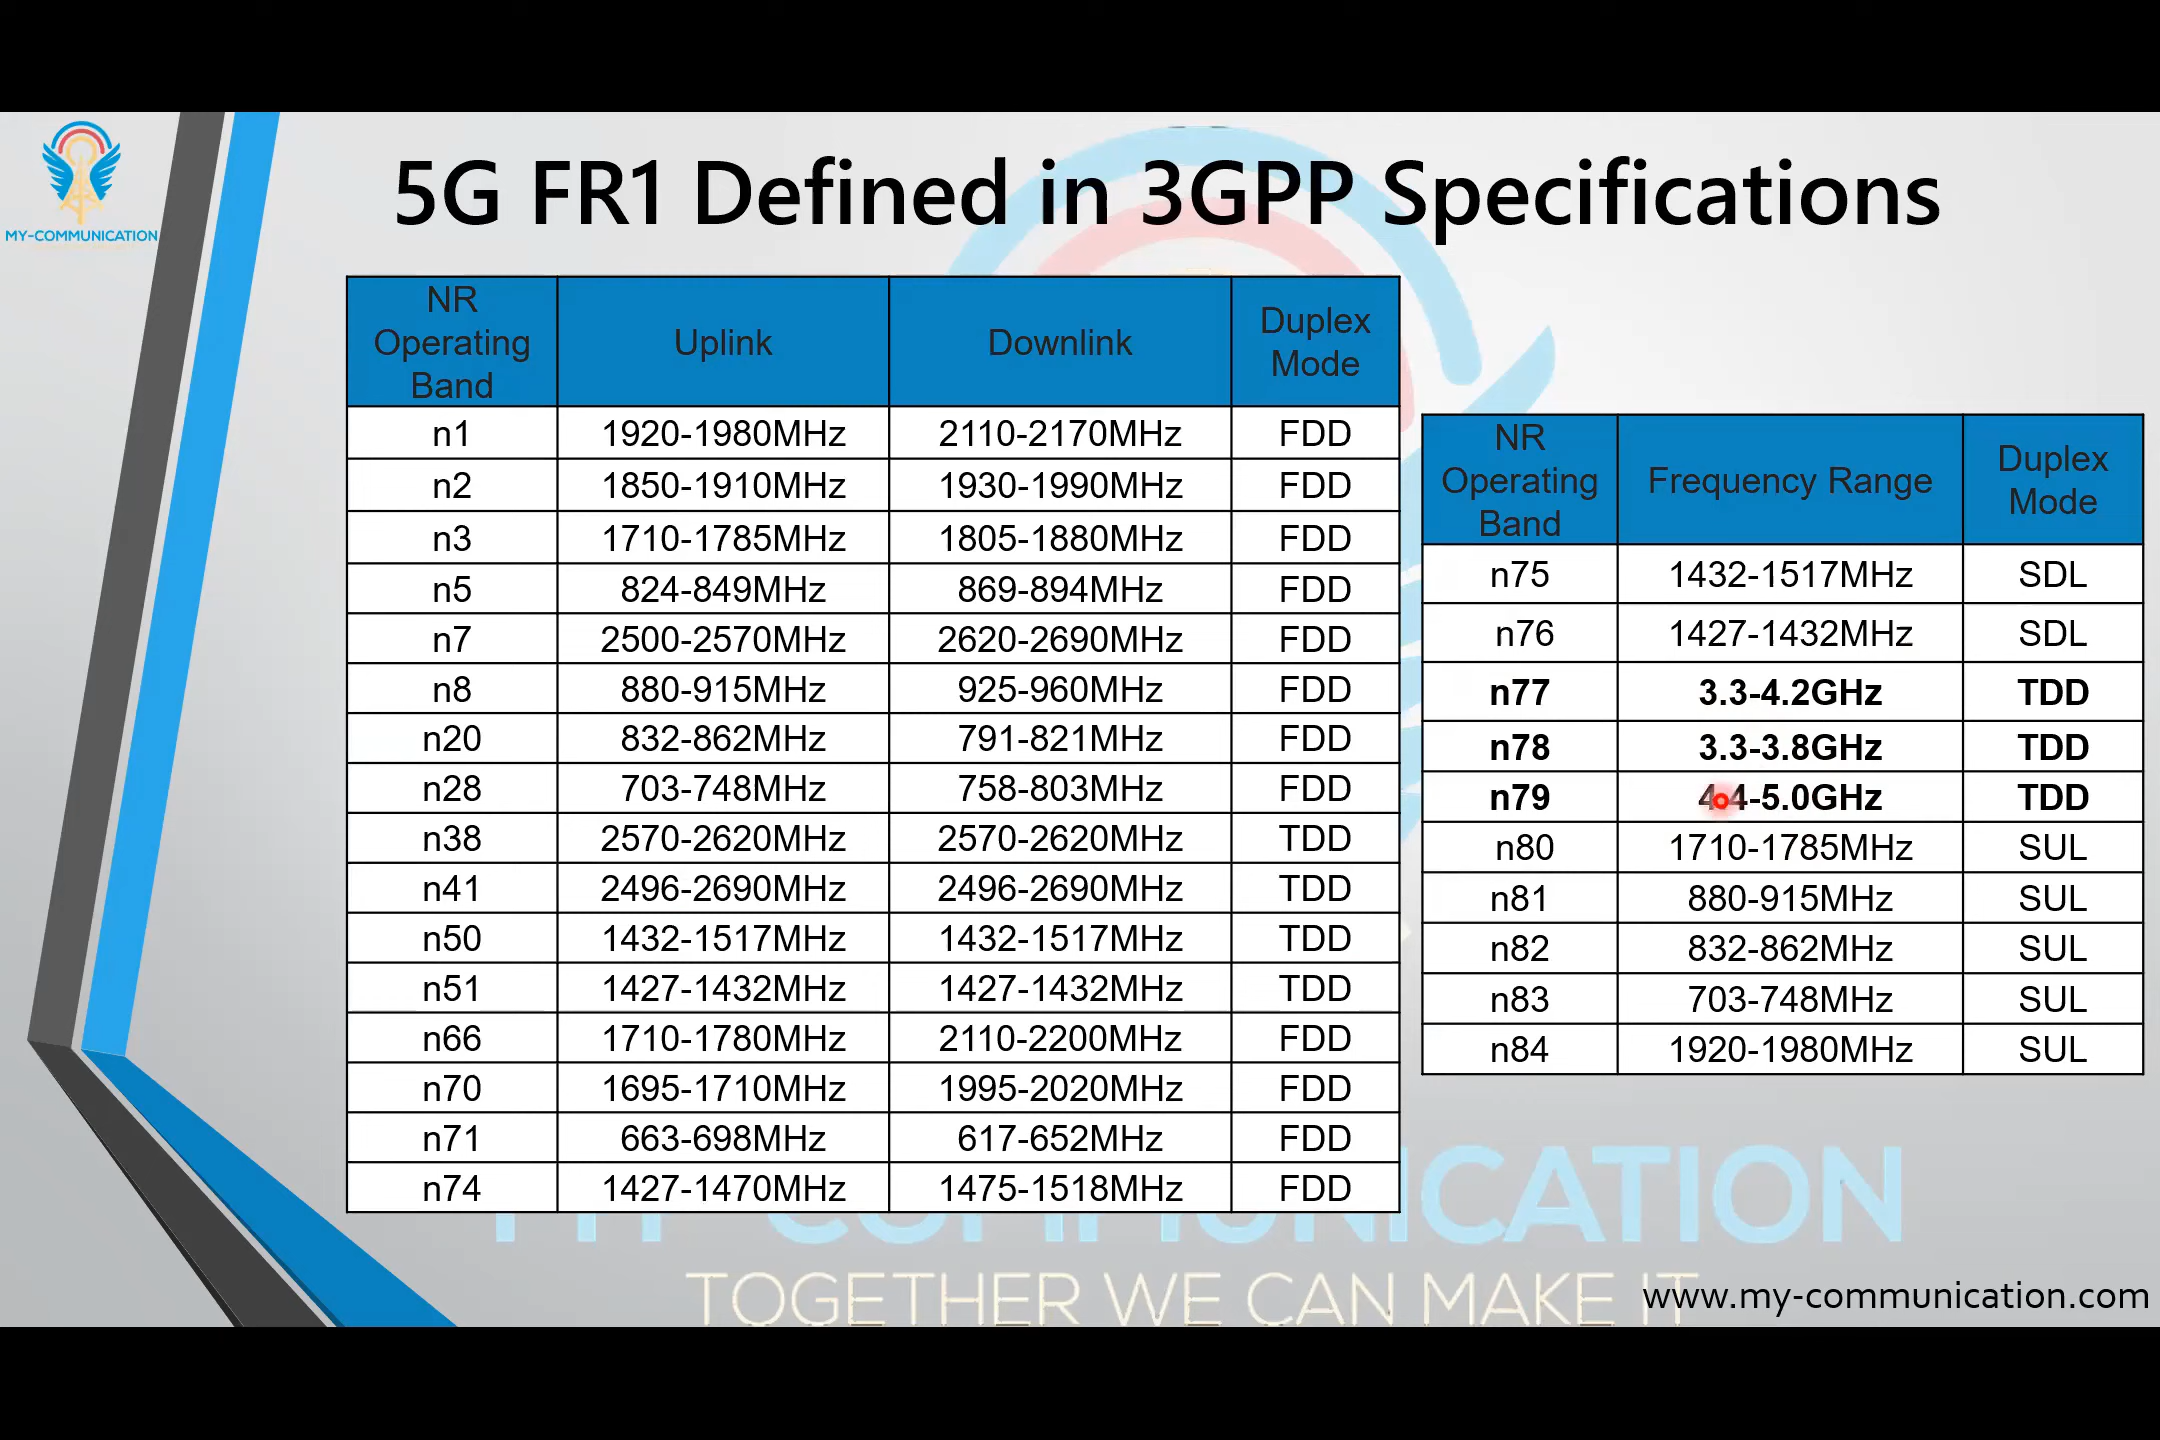 MY-COMMUNICATION
5G FR1 Defined in 3GPP Specifications
NR Operating Band Uplink Downlink Duplex Mode
n1 1920-1980MHz 2110-2170MHz FDD
n2 1850-1910MHz 1930-1990MHz FDD
n3 1710-1785MHz 1805-1880MHz FDD
n5 824-849MHz 869-894MHz FDD
n7 2500-2570MHz 2620-2690MHz FDD
n8 880-915MHz 925-960MHz FDD
n20 832-862MHz 791-821MHz FDD
n28 703-748MHz 758-803MHz FDD
n38 2570-2620MHz 2570-2620MHz TDD
n41 2496-2690MHz 2496-2690MHz TDD
n50 1432-1517MHz 1432-1517MHz TDD
n51 1427-1432MHz 1427-1432MHz TDD
n66 1710-1780MHz 2110-2200MHz FDD
n70 1695-1710MHz 1995-2020MHz FDD
n71 663-698MHz 617-652MHz FDD
n74 1427-1470MHz 1475-1518MHz FDD
NR Operating Band Frequency Range Duplex Mode
n75 1432-1517MHz SDL
n76 1427-1432MHz SDL
n77 3.3-4.2GHz TDD
n78 3.3-3.8GHz TDD
n79 4.4-5.0GHz TDD
n80 1710-1785MHz SUL
n81 880-915MHz SUL
n82 832-862MHz SUL
n83 703-748MHz SUL
n84 1920-1980MHz SUL
MY-COMMUNICATION
TOGETHER WE CAN MAKE IT
www.my-communication.com